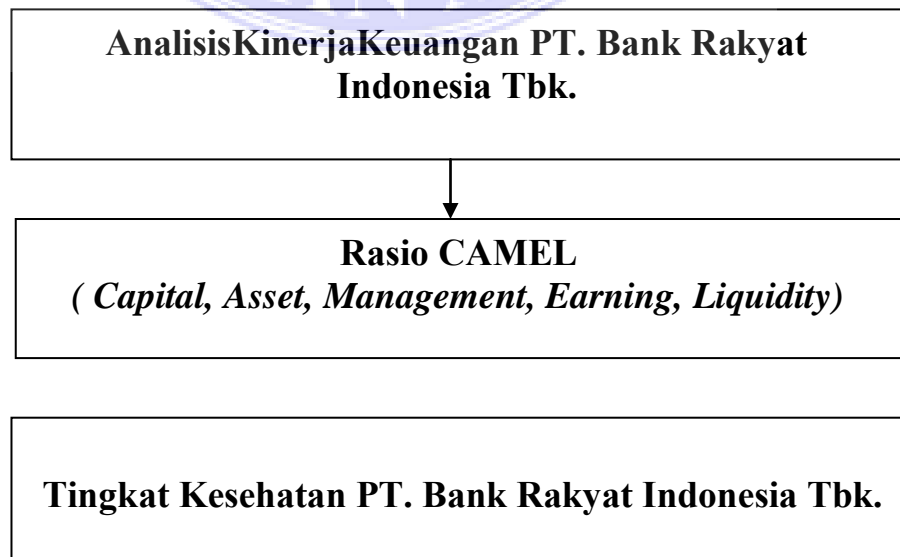 AnalisisKinerjaKeuangan PT. Bank Rakyat
Indonesia Tbk.
Rasio CAMEL
( Capital, Asset, Management, Earning, Liquidity)
Tingkat Kesehatan PT. Bank Rakyat Indonesia Tbk.